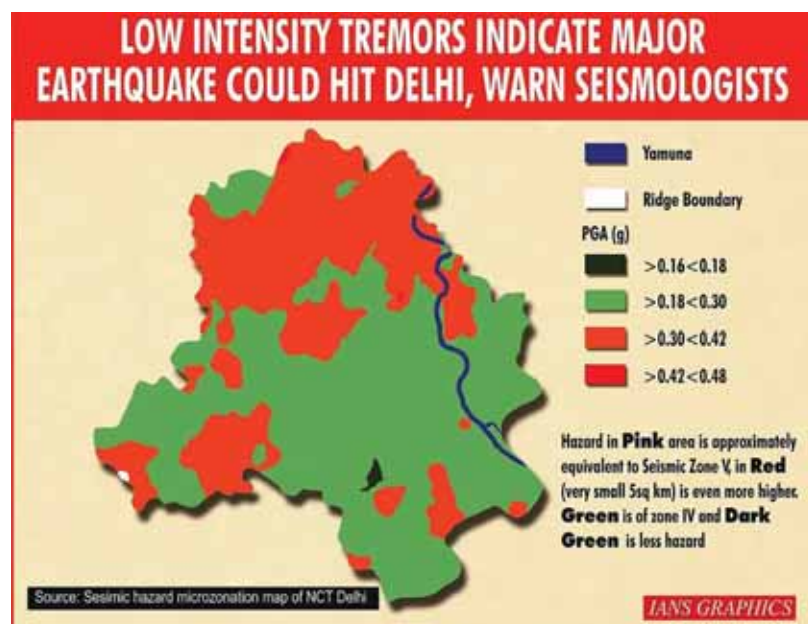 LOW INTENSITY TREMORS INDICATE MAJOR
EARTHQUAKE COULD HIT DELHI, WARN SEISMOLOGISTS
Yamuna
Ridge Boundary
PGA (g)
>0.16<0.18
>0.18<0.30
>0.30<0.42
>0.42<0.48
Hazard in Pink area is approximately
equivalent to Seismic Zone V, in Red
(very small 5sq km) is even more higher.
Green is of zone IV and Dark
Green is less hazard
Source: Sesimic hazard microzonation map of NCT Delhi
IANS GRAPHICS